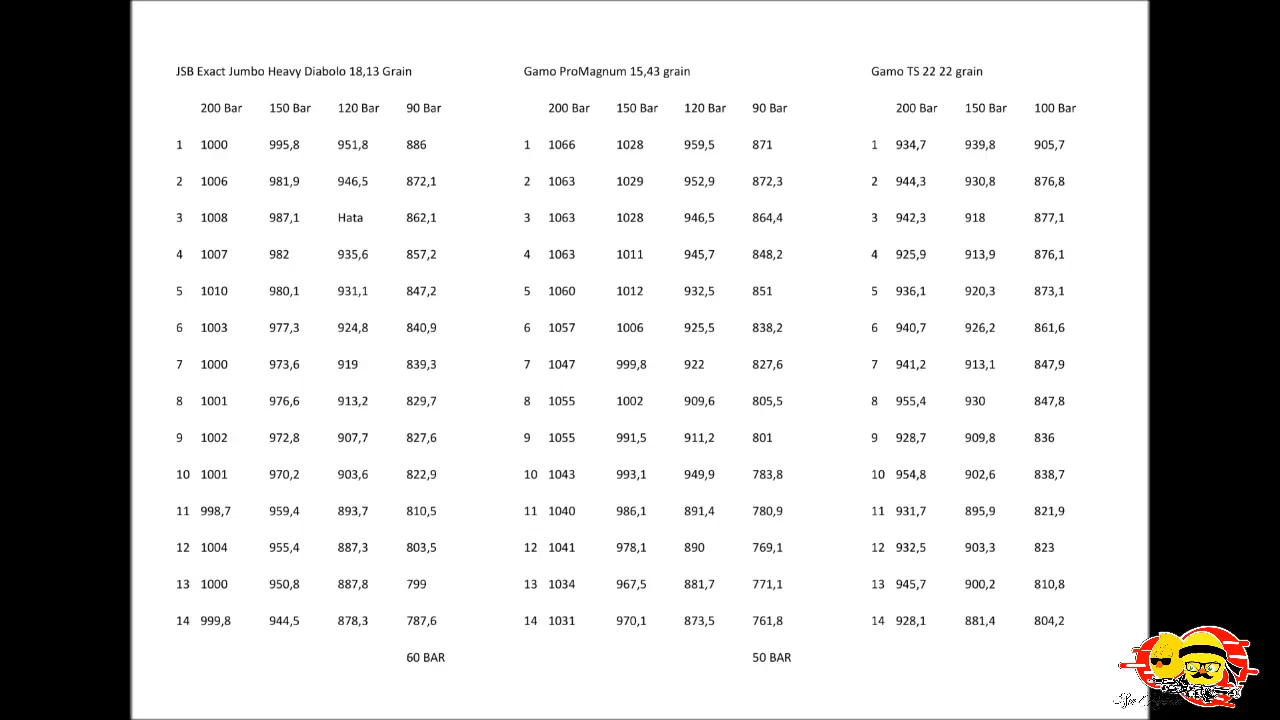 JSB Exact Jumbo Heavy Diabolo 18,13 Grain Gamo ProMagnum 15,43 grain Gamo TS 22 22 grain
200 Bar 150 Bar 120 Bar 90 Bar 200 Bar 150 Bar 120 Bar 90 Bar 200 Bar 150 Bar 100 Bar
1 1000 995,8 951,8 886 1 1066 1028 959,5 871 1 934,7 939,8 905,7
2 1006 981,9 946,5 872,1 2 1063 1029 952,9 872,3 2 944,3 930,8 876,8
3 1008 987,1 Hata 862,1 3 1063 1028 946,5 864,4 3 942,3 918 877,1
4 1007 982 935,6 857,2 4 1063 1011 945,7 848,2 4 925,9 913,9 876,1
5 1010 980,1 931,1 847,2 5 1060 1012 932,5 851 5 936,1 920,3 873,1
6 1003 977,3 924,8 840,9 6 1057 1006 925,5 838,2 6 940,7 926,2 861,6
7 1000 973,6 919 839,3 7 1047 999,8 922 827,6 7 941,2 913,1 847,9
8 1001 976,6 913,2 829,7 8 1055 1002 909,6 805,5 8 955,4 930 847,8
9 1002 972,8 907,7 827,6 9 1055 991,5 911,2 801 9 928,7 909,8 836
10 1001 970,2 903,6 822,9 10 1043 993,1 949,9 783,8 10 954,8 902,6 838,7
11 998,7 959,4 893,7 810,5 11 1040 986,1 891,4 780,9 11 931,7 895,9 821,9
12 1004 955,4 887,3 803,5 12 1041 978,1 890 769,1 12 932,5 903,3 823
13 1000 950,8 887,8 799 13 1034 967,5 881,7 771,1 13 945,7 900,2 810,8
14 999,8 944,5 878,3 787,6 14 1031 970,1 873,5 761,8 14 928,1 881,4 804,2
60 BAR 50 BAR